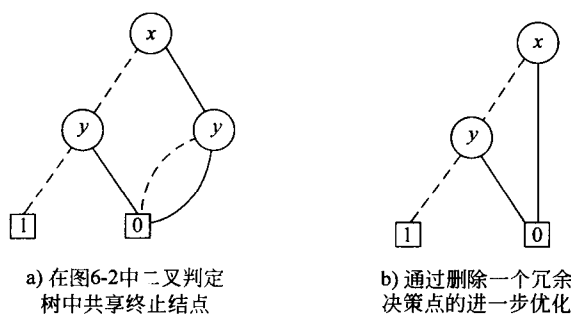 x
x
y
y
y
1
0
1
0
a) 在图6-2中二叉判定
树中共享终止结点
b) 通过删除一个冗余
决策点的进一步优化